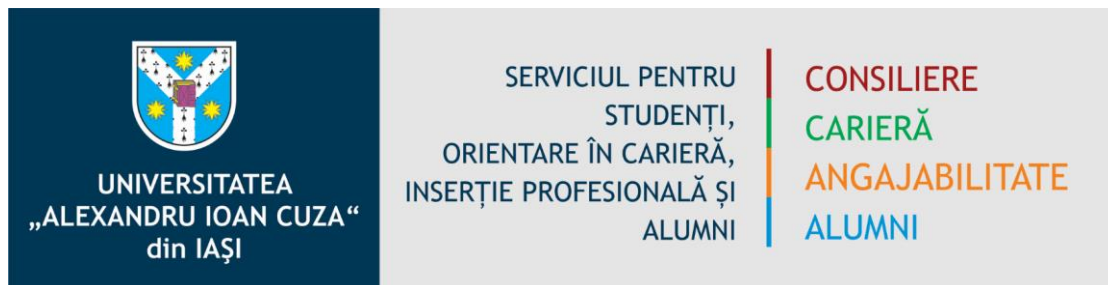 UNIVERSITATEA
„ALEXANDRU IOAN CUZA“
din IAŞI
SERVICIUL PENTRU
STUDENȚI,
ORIENTARE ÎN CARIERĂ,
INSERȚIE PROFESIONALĂ ȘI
ALUMNI
CONSILIERE
CARIERĂ
ANGAJABILITATE
ALUMNI